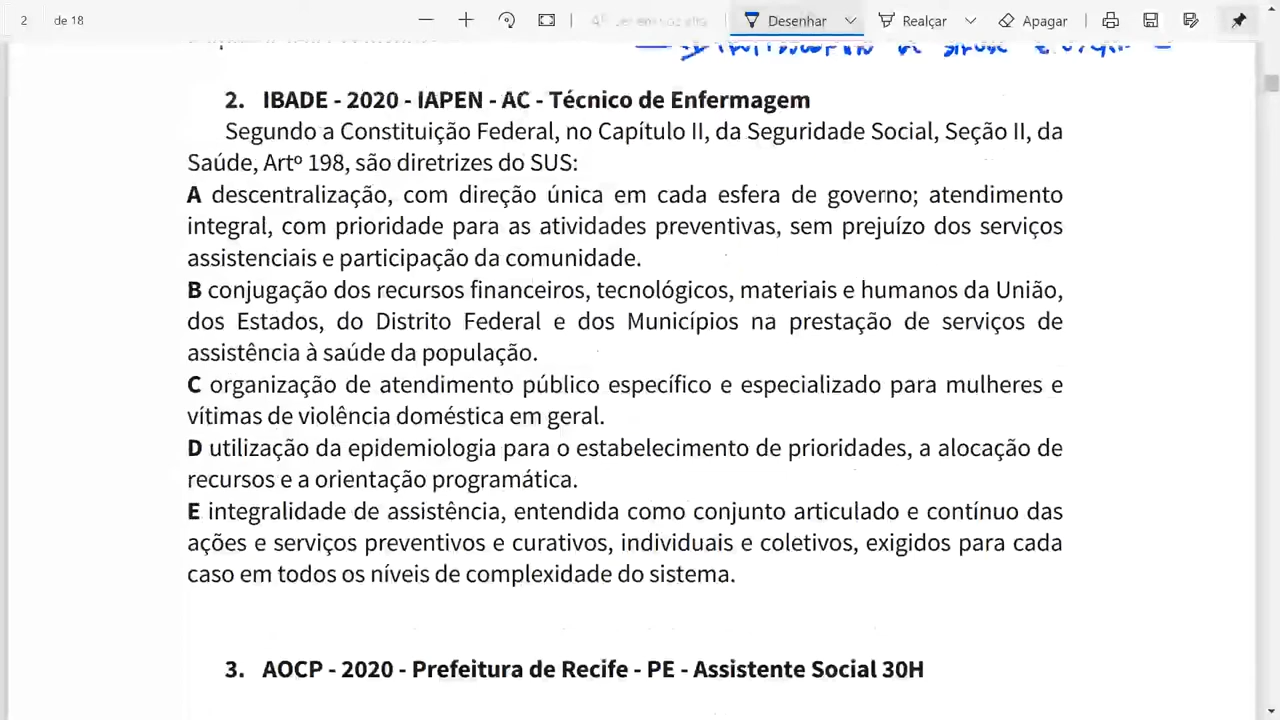 2 de 18
Desenhar Realçar Apagar
2. IBADE - 2020 - IAPEN - AC - Técnico de Enfermagem
Segundo a Constituição Federal, no Capítulo II, da Seguridade Social, Seção II, da
Saúde, Artº 198, são diretrizes do SUS:
A descentralização, com direção única em cada esfera de governo; atendimento
integral, com prioridade para as atividades preventivas, sem prejuízo dos serviços
assistenciais e participação da comunidade.
B conjugação dos recursos financeiros, tecnológicos, materiais e humanos da União,
dos Estados, do Distrito Federal e dos Municípios na prestação de serviços de
assistência à saúde da população.
C organização de atendimento público específico e especializado para mulheres e
vítimas de violência doméstica em geral.
D utilização da epidemiologia para o estabelecimento de prioridades, a alocação de
recursos e a orientação programática.
E integralidade de assistência, entendida como conjunto articulado e contínuo das
ações e serviços preventivos e curativos, individuais e coletivos, exigidos para cada
caso em todos os níveis de complexidade do sistema.
3. AOCP - 2020 - Prefeitura de Recife - PE - Assistente Social 30H